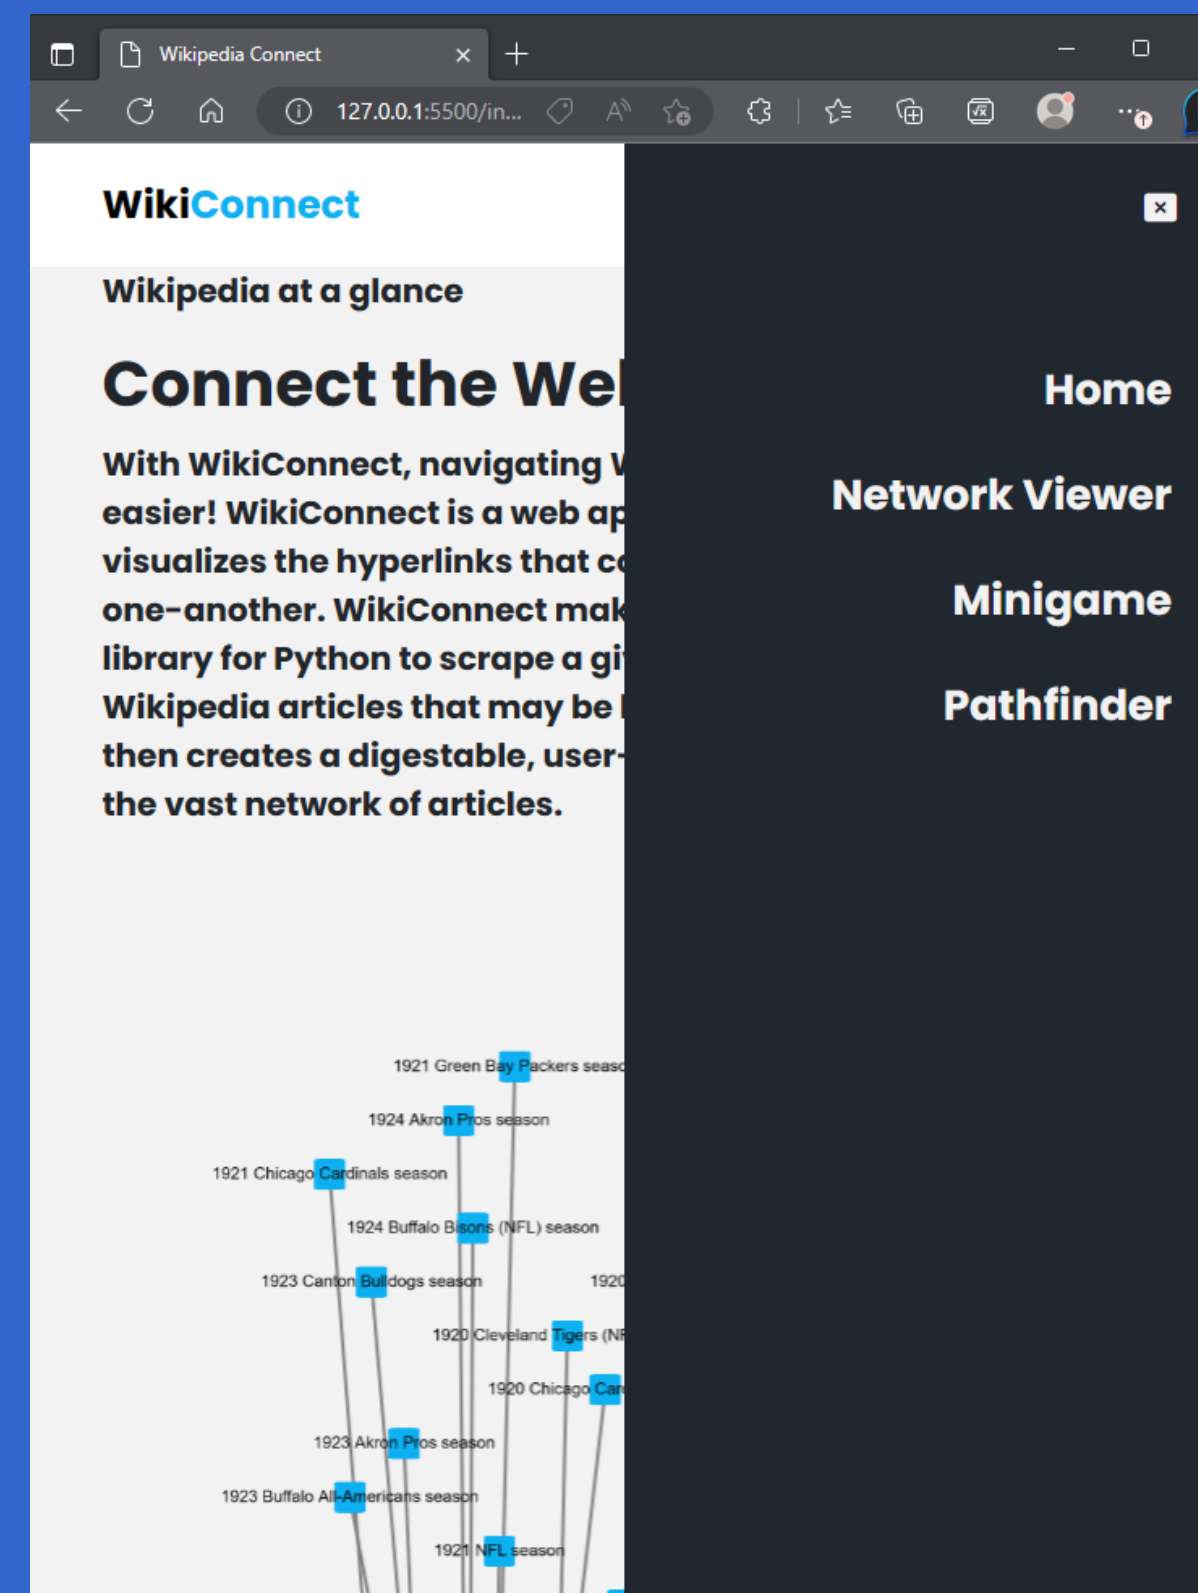 Wikipedia Connect
127.0.0.1:5500/in...
WikiConnect
Wikipedia at a glance
Connect the We
With WikiConnect, navigating
easier! WikiConnect is a web ap
visualizes the hyperlinks that
one-another. WikiConnect mak
library for Python to scrape a
Wikipedia articles that may be
then creates a digestable, user-
the vast network of articles.
Home
Network Viewer
Minigame
Pathfinder
1921 Green Bay Packers seaso
1924 Akron Pros season
1921 Chicago Cardinals season
1924 Buffalo Bisons (NFL) season
1923 Canton Bulldogs season
1920
1920 Cleveland Tigers (NF
1920 Chicago Car
1923 Akron Pros season
1923 Buffalo All-Americans season
1921 NFL season